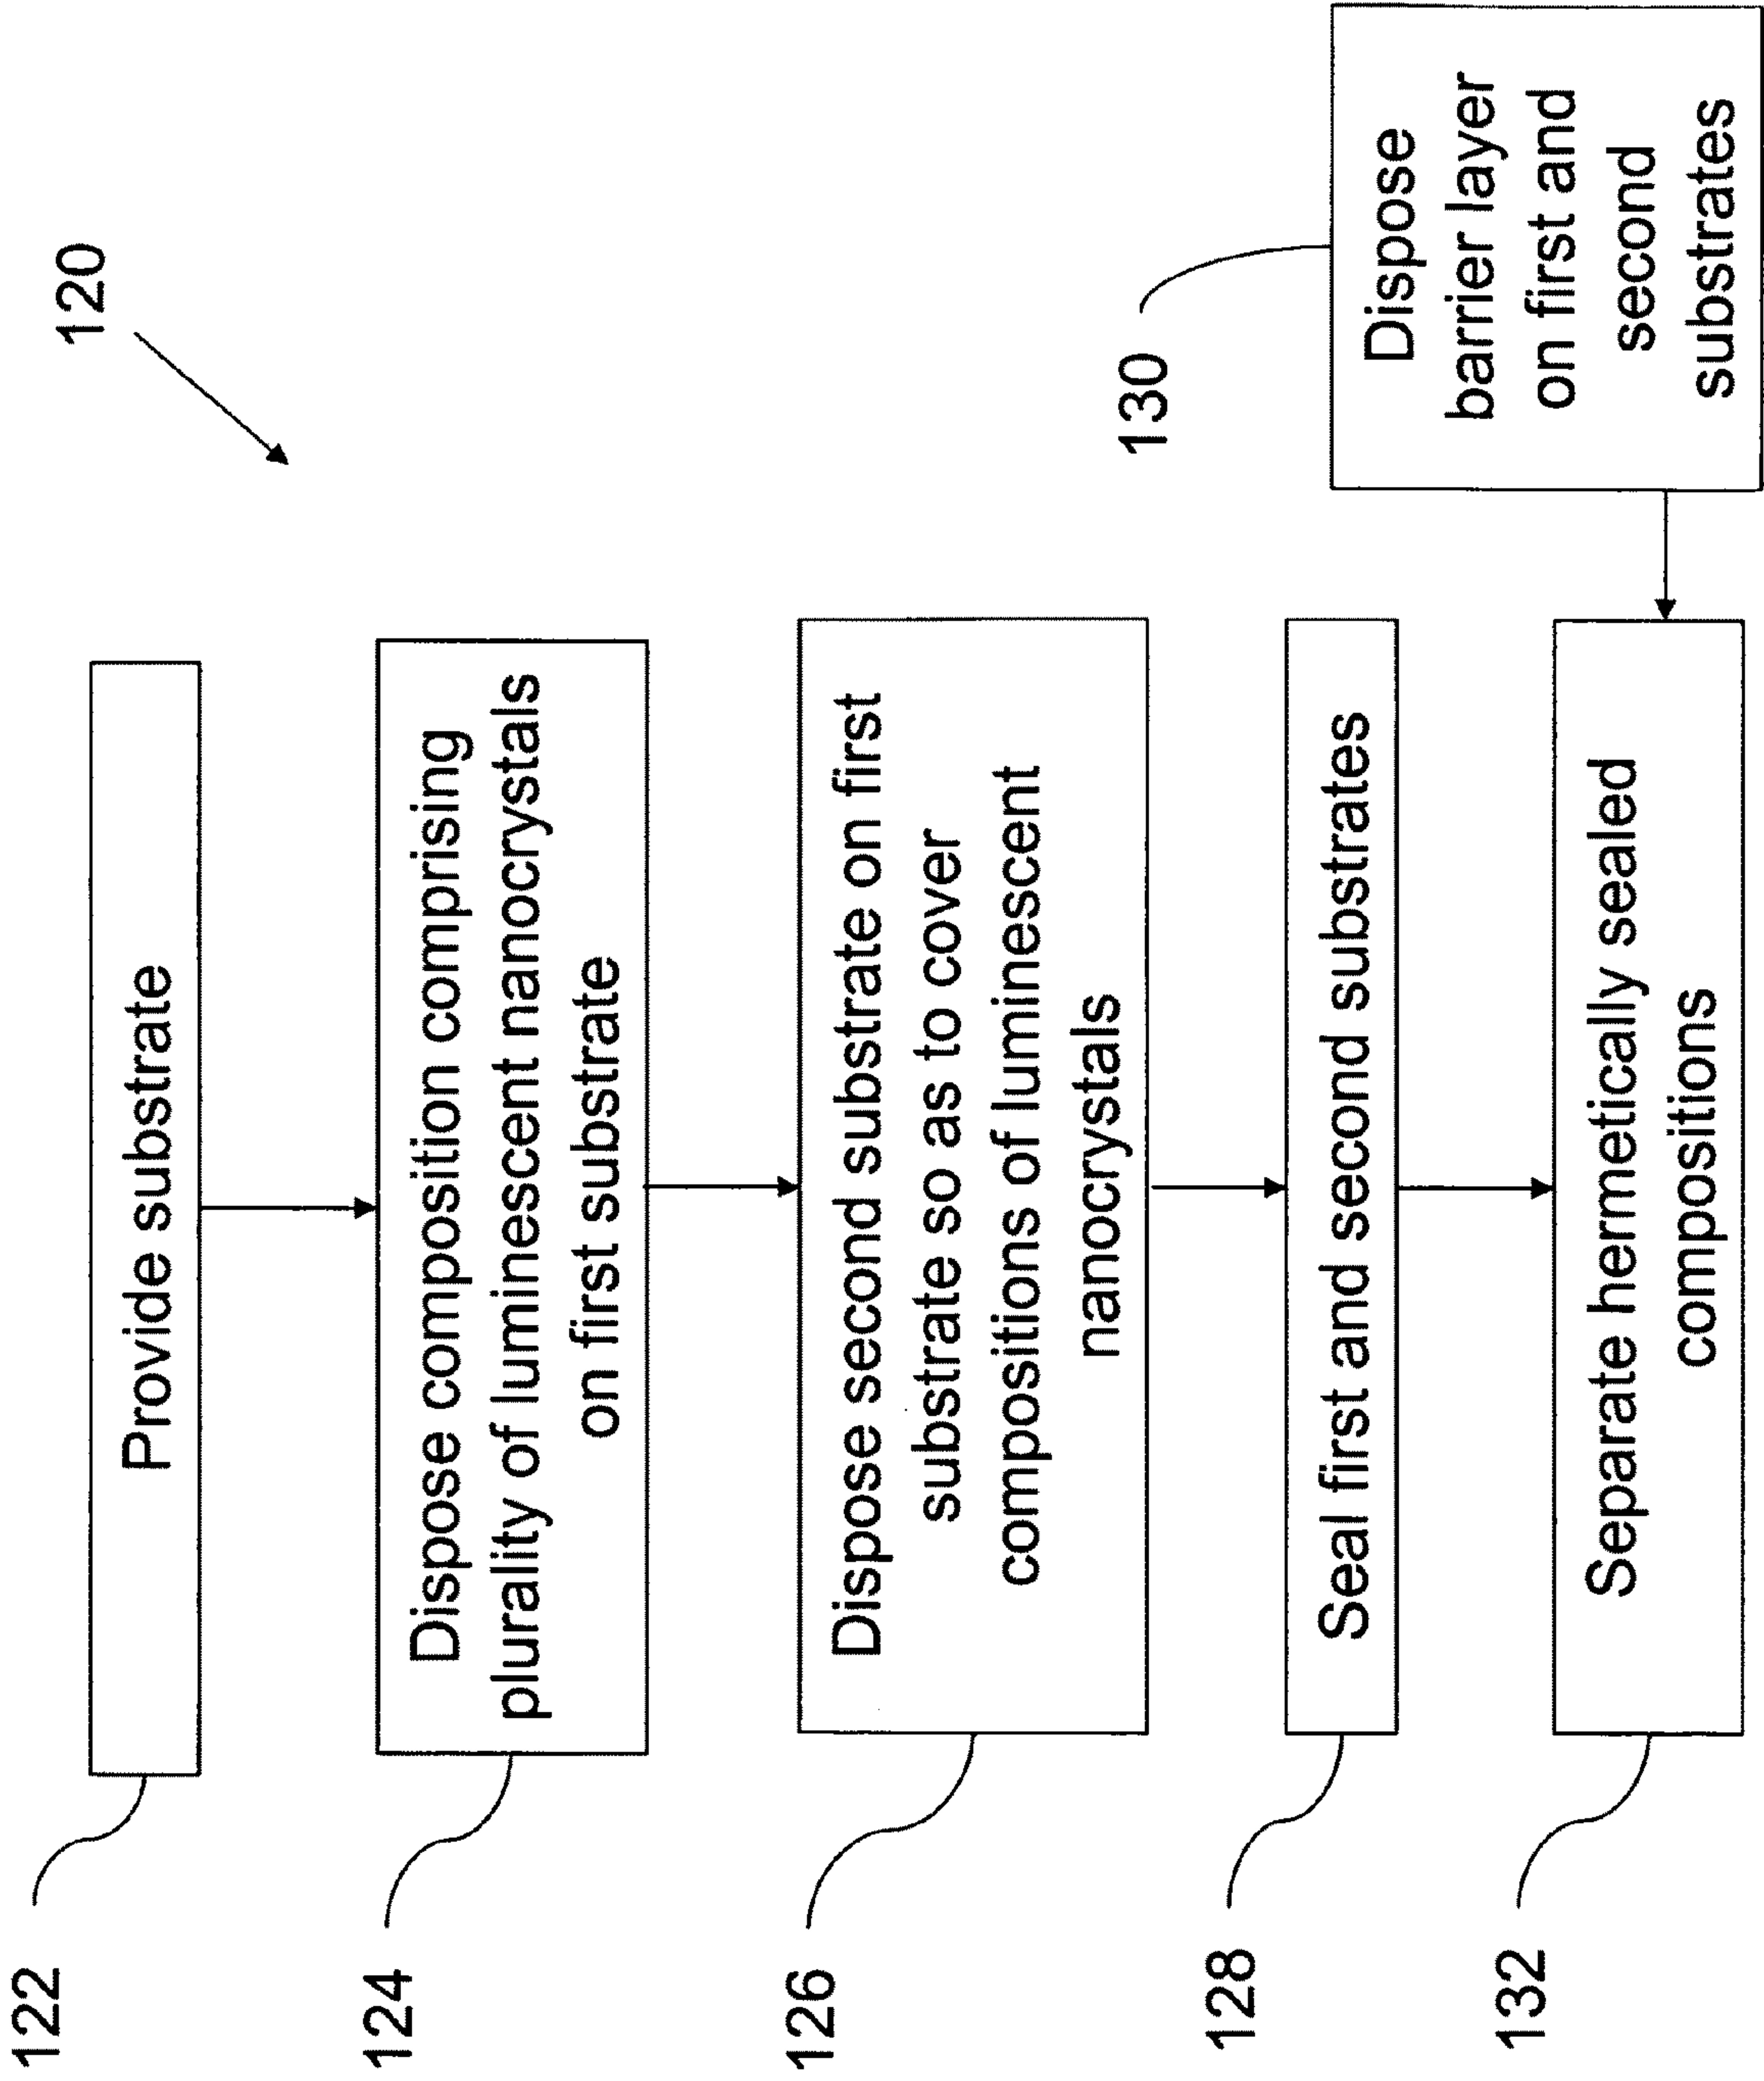 120
122
Provide substrate
124
Dispose composition comprising
plurality of luminescent nanocrystals
on first substrate
126
Dispose second substrate on first
substrate so as to cover
compositions of luminescent
nanocrystals
128
Seal first and second substrates
130
Dispose
barrier layer
on first and
second
substrates
132
Separate hermetically sealed
compositions